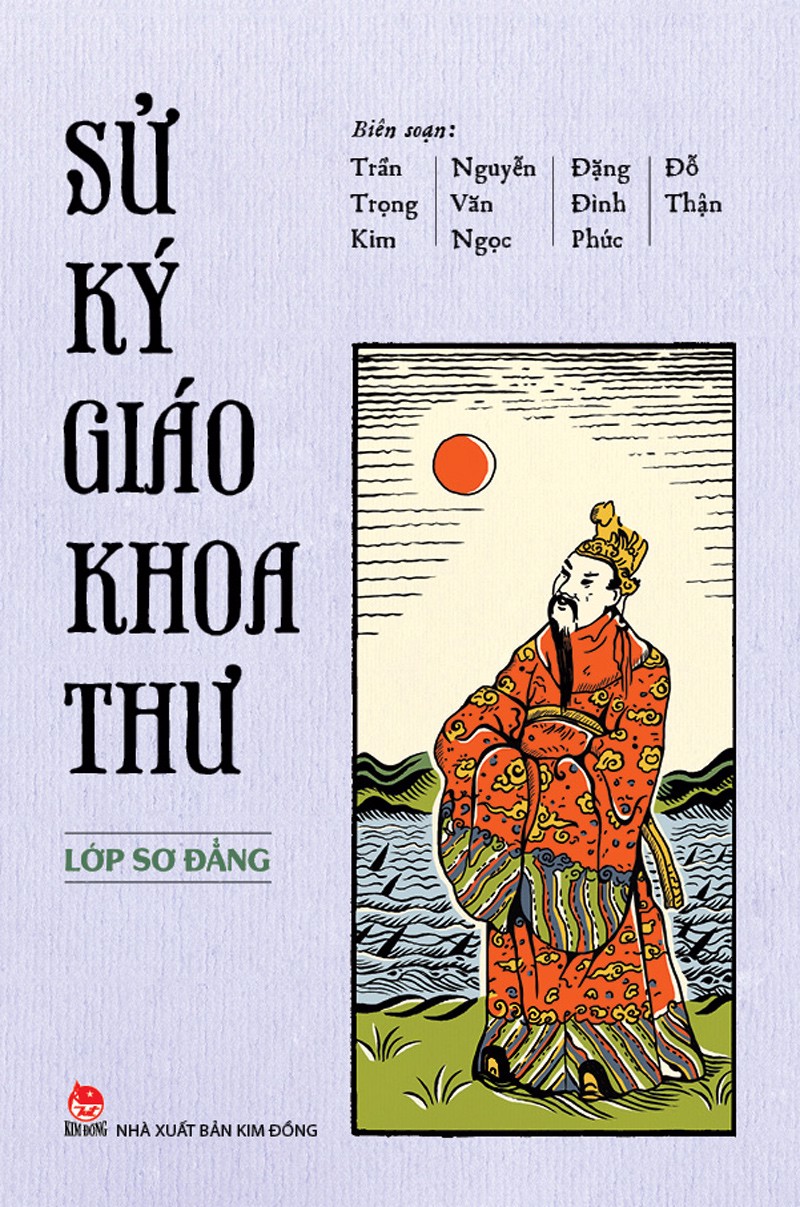 SỬ
KÝ
GIÁO
KHOA
THƯ
LỚP SƠ ĐẲNG
Biên soạn:
Trần
Trọng
Kim
Nguyễn
Văn
Ngọc
Đặng
Đình
Phúc
Đỗ
Thận
KIM ĐỒNG
NHÀ XUẤT BẢN KIM ĐỒNG